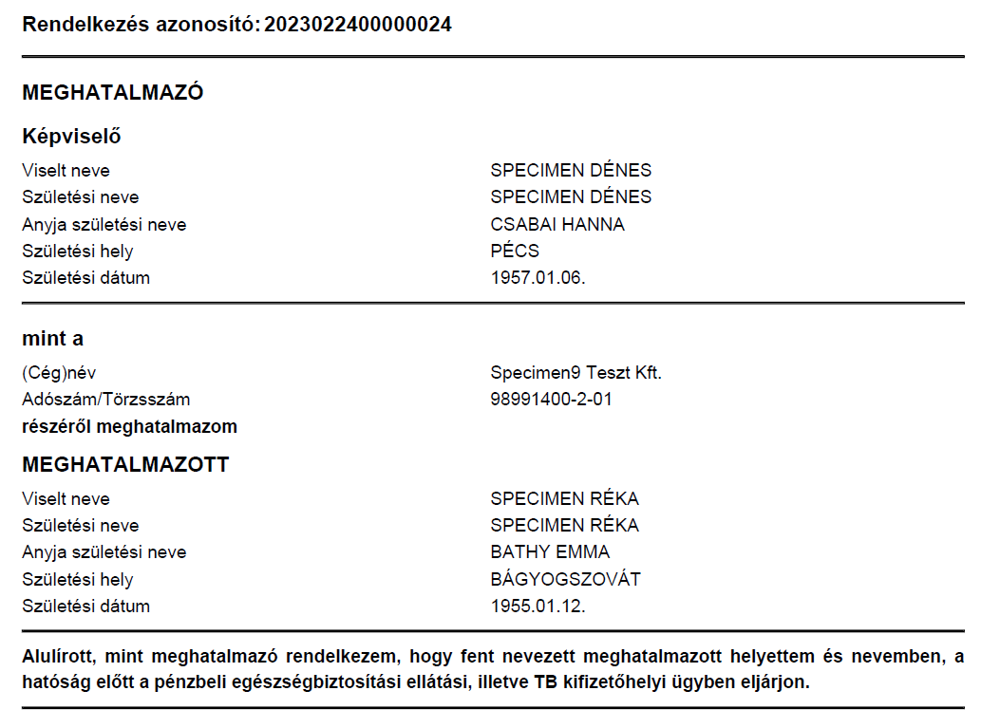 Rendelkezés azonosító: 2023022400000024
MEGHATALMAZÓ
Képviselő
Viselt neve SPECIMEN DÉNES
Születési neve SPECIMEN DÉNES
Anyja születési neve CSABAI HANNA
Születési hely PÉCS
Születési dátum 1957.01.06.
mint a
(Cég)név Specimen9 Teszt Kft.
Adószám/Törzsszám 98991400-2-01
részéről meghatalmazom
MEGHATALMAZOTT
Viselt neve SPECIMEN RÉKA
Születési neve SPECIMEN RÉKA
Anyja születési neve BATHY EMMA
Születési hely BÁGYOGSZOVÁT
Születési dátum 1955.01.12.
Alulírott, mint meghatalmazó rendelkezem, hogy fent nevezett meghatalmazott helyettem és nevemben, a
hatóság előtt a pénzbeli egészségbiztosítási ellátási, illetve TB kifizetőhelyi ügyben eljárjon.